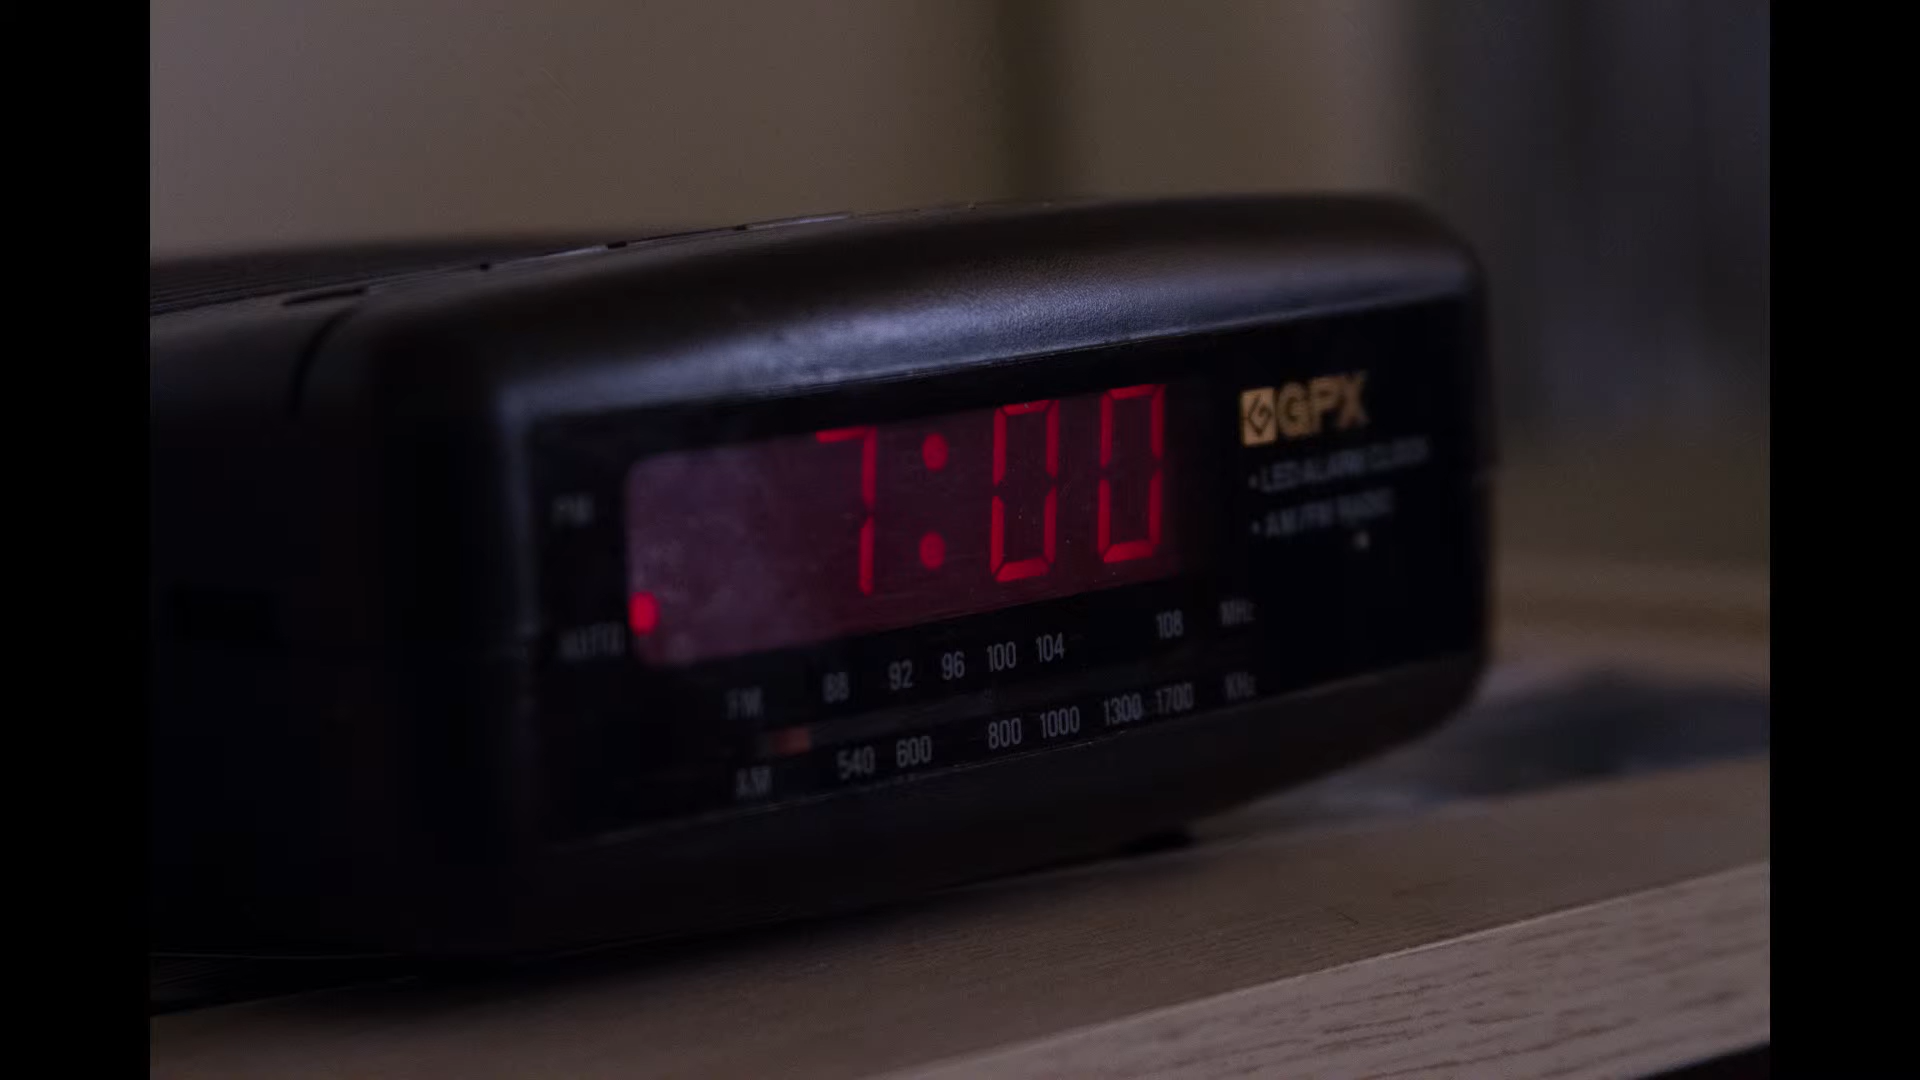 7:00
GPX
• LED ALARM CLOCK
• AM/FM RADIO
PM
AUTO
FM 88 92 96 100 104 108 MHz
AM 540 600 800 1000 1300 1700 KHz